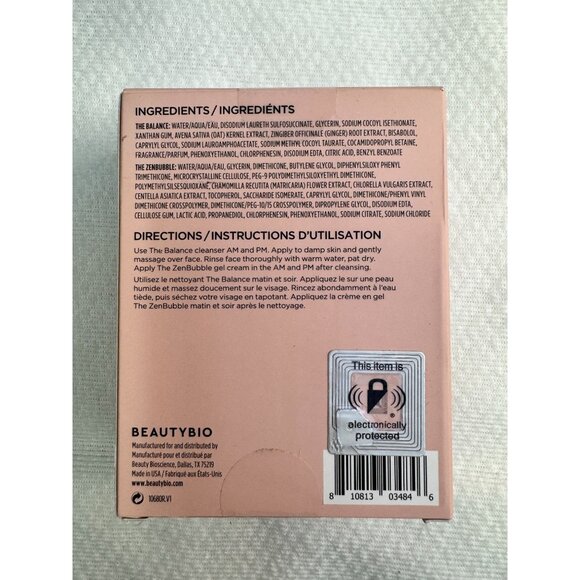 INGREDIENTS / INGREDIÉNTS
THE BALANCE: WATER/AQUA/EAU, DISODIUM LAURETH SULFOSUCCINATE, GLYCERIN, SODIUM COCOYL ISETHIONATE,
XANTHAN GUM, AVENA SATIVA (OAT) KERNEL EXTRACT, ZINGIBER OFFICINALE (GINGER) ROOT EXTRACT, BISABOLOL,
CAPRYLYL GLYCOL, SODIUM LAUROAMPHOACETATE, SODIUM METHYL COCOYL TAURATE, COCAMIDOPROPYL BETAINE,
FRAGRANCE/PARFUM, PHENOXYETHANOL, CHLORPHENESIN, DISODIUM EDTA, CITRIC ACID, BENZYL BENZOATE
THE ZENBUBBLE: WATER/AQUA/EAU, GLYCERIN, DIMETHICONE, BUTYLENE GLYCOL, DIPHENYLSILOXY PHENYL
TRIMETHICONE, MICROCRYSTALLINE CELLULOSE, PEG-9 POLYDIMETHYLSILOXYETHYL DIMETHICONE,
POLYMETHYLSILSESQUIOXANE, CHAMOMILLA RECUTITA (MATRICARIA) FLOWER EXTRACT, CHLORELLA VULGARIS EXTRACT,
CENTELLA ASIATICA EXTRACT, TOCOPHEROL, SACCHARIDE ISOMERATE, CAPRYLYL GLYCOL, DIMETHICONE/PHENYL VINYL
DIMETHICONE CROSSPOLYMER, DIMETHICONE/PEG-10/15 CROSSPOLYMER, DIPROPYLENE GLYCOL, DISODIUM EDTA,
CELLULOSE GUM, LACTIC ACID, PROPANEDIOL, CHLORPHENESIN, PHENOXYETHANOL, SODIUM CITRATE, SODIUM CHLORIDE
DIRECTIONS / INSTRUCTIONS D'UTILISATION
Use The Balance cleanser AM and PM. Apply to damp skin and gently
massage over face. Rinse face thoroughly with warm water, pat dry.
Apply The ZenBubble gel cream in the AM and PM after cleansing.
Utilisez le nettoyant The Balance matin et soir. Appliquez le sur une peau
humide et massez doucement sur le visage. Rincez abondamment à l'eau
tiède, puis séchez votre visage en tapotant. Appliquez la crème en gel
The ZenBubble matin et soir après le nettoyage.
This item is
®
electronically
protected
BEAUTYBIO
Manufactured for and distributed by
Manufacturé pour et distribué par
Beauty Bioscience, Dallas, TX 75219
Made in USA / Fabriqué aux États-Unis
www.beautybio.com
10680R.V1
8 10813 03484 6